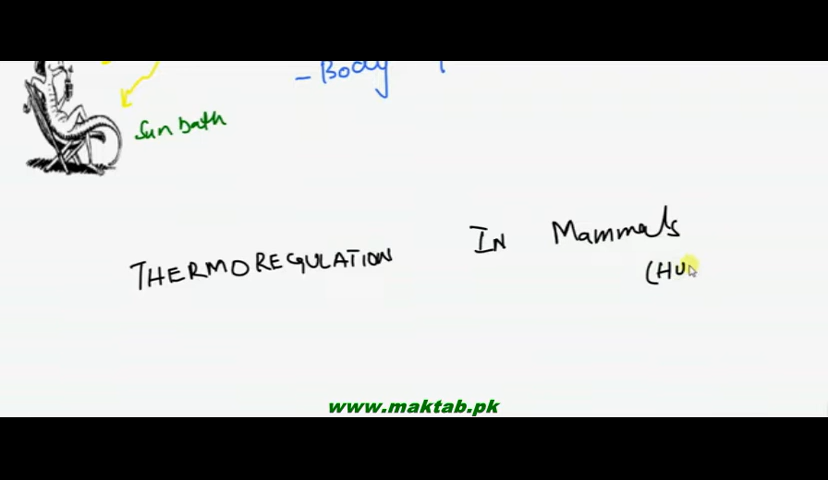 - Body
Sun bath
THERMOREGULATION In Mammals
(HU
www.maktab.pk